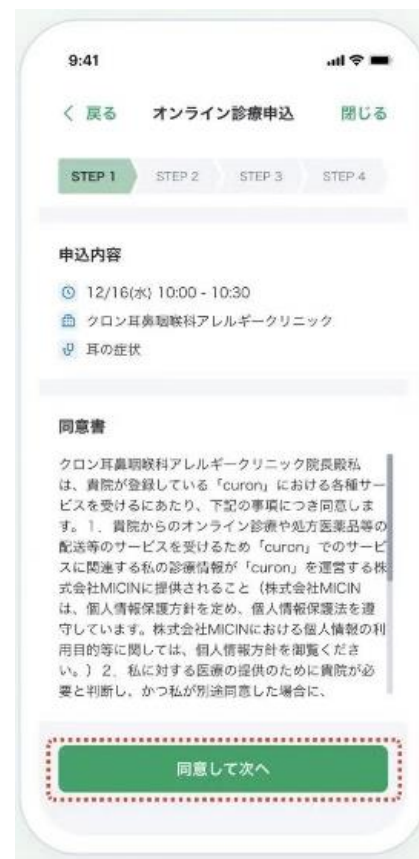 9:41
戻る オンライン診療申込 閉じる
STEP 1 STEP 2 STEP 3 STEP 4
申込内容
12/16(水) 10:00 - 10:30
クロン耳鼻咽喉科アレルギークリニック
耳の症状
同意書
クロン耳鼻咽喉科アレルギークリニック院長殿私
は、貴院が登録している「curon」における各種サー
ビスを受けるにあたり、下記の事項につき同意しま
す。1．貴院からのオンライン診療や処方医薬品等の
配送等のサービスを受けるため「curon」でのサービ
スに関連する私の診療情報が「curon」を運営する株
式会社MICINに提供されること（株式会社MICIN
は、個人情報保護方針を定め、個人情報保護法を遵
守しています。株式会社MICINにおける個人情報の利
用目的等に関しては、個人情報方針を御覧くださ
い。）2．私に対する医療の提供のために貴院が必
要と判断し、かつ私が別途同意した場合に、
同意して次へ